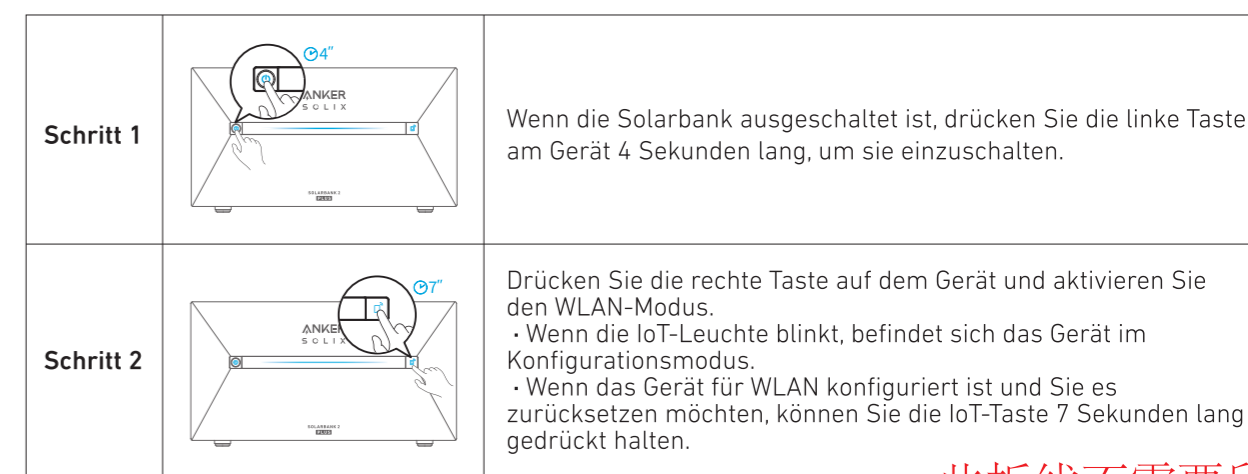 4"
ANKER
SOLIX
SOLARBANK 2
PLUS
Schritt 1
Wenn die Solarbank ausgeschaltet ist, drücken Sie die linke Taste
am Gerät 4 Sekunden lang, um sie einzuschalten.
7"
ANKE
SOLIX
SOLARBANK 2
PLUS
Schritt 2
Drücken Sie die rechte Taste auf dem Gerät und aktivieren Sie
den WLAN-Modus.
· Wenn die IoT-Leuchte blinkt, befindet sich das Gerät im
Konfigurationsmodus.
· Wenn das Gerät für WLAN konfiguriert ist und Sie es
zurücksetzen möchten, können Sie die IoT-Taste 7 Sekunden lang
gedrückt halten.